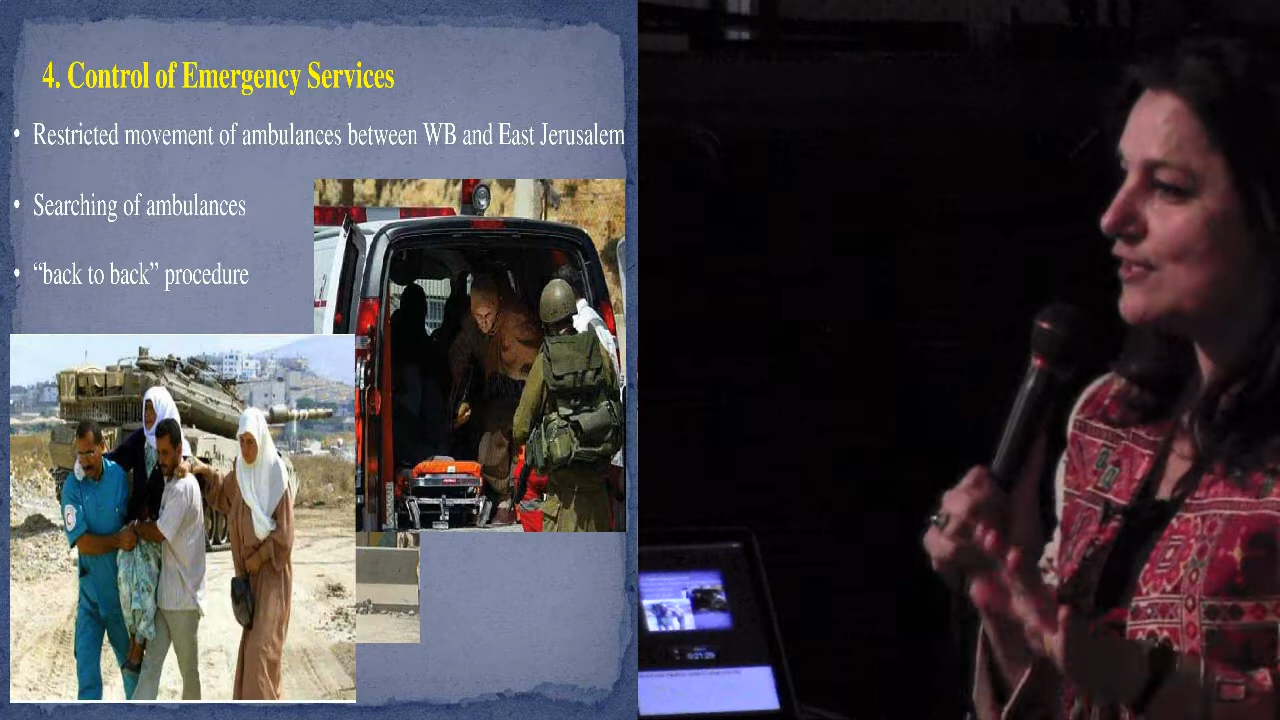 4. Control of Emergency Services
• Restricted movement of ambulances between WB and East Jerusalem
• Searching of ambulances
• “back to back” procedure